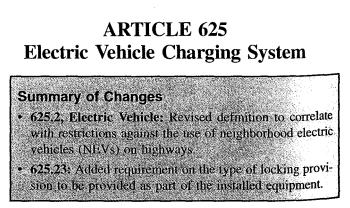 ARTICLE 625
Electric Vehicle Charging System
Summary of Changes
• 625.2, Electric Vehicle: Revised definition to correlate
with restrictions against the use of neighborhood electric
vehicles (NEVs) on highways.
• 625.23: Added requirement on the type of locking provi-
sion to be provided as part of the installed equipment.